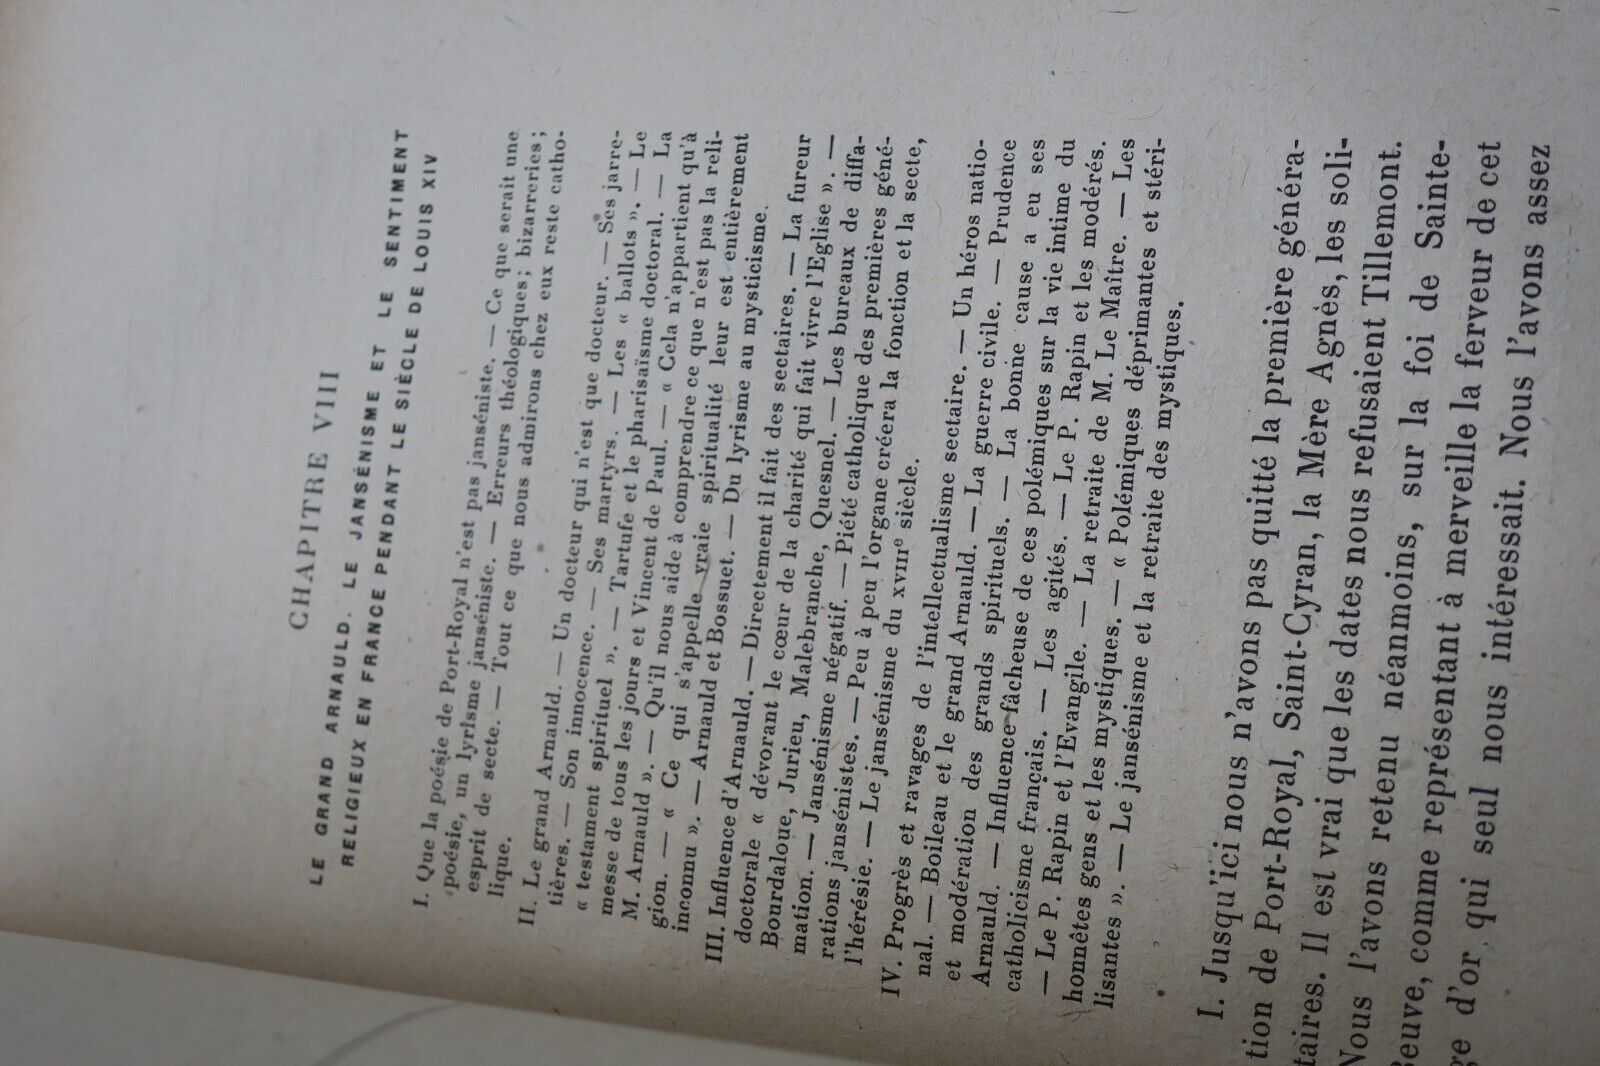 CHAPITRE VIII
LE GRAND ARNAULD. LE JANSÉNISME ET LE SENTIMENT
RELIGIEUX EN FRANCE PENDANT LE SIÈCLE DE LOUIS XIV
I. Que la poésie de Port-Royal n'est pas janséniste. — Ce que serait une
poésie, un lyrisme janséniste. — Erreurs théologiques ; bizarreries ;
esprit de secte. — Tout ce que nous admirons chez eux reste catho-
lique.
II. Le grand Arnauld. — Un docteur qui n'est que docteur. — Ses jarre-
tières. — Son innocence. — Ses martyrs. — Les « ballots ». — Le
« testament spirituel ». — Tartufe et le pharisaïsme doctoral. — La
messe de tous les jours et Vincent de Paul. — « Cela n'appartient qu'à
M. Arnauld ». — Qu'il nous aide à comprendre ce que n'est pas la reli-
gion. — « Ce qui s'appelle vraie spiritualité leur est entièrement
inconnu ». — Arnauld et Bossuet. — Du lyrisme au mysticisme.
III. Influence d'Arnauld. — Directement il fait des sectaires. — La fureur
doctorale « dévorant le cœur de la charité qui fait vivre l'Eglise ». —
Bourdaloue, Jurieu, Malebranche, Quesnel. — Les bureaux de diffa-
mation. — Jansénisme négatif. — Piété catholique des premières géné-
rations jansénistes. — Peu à peu l'organe créera la fonction et la secte,
l'hérésie. — Le jansénisme du XVIIIe siècle.
IV. Progrès et ravages de l'intellectualisme sectaire. — Un héros natio-
nal. — Boileau et le grand Arnauld. — La guerre civile. — Prudence
et modération des grands spirituels. — La bonne cause a eu ses
Arnauld. — Influence fâcheuse de ces polémiques sur la vie intime du
catholicisme français. — Les agités. — Le P. Rapin et les modérés.
— Le P. Rapin et l'Evangile. — La retraite de M. Le Maître. — Les
honnêtes gens et les mystiques. — « Polémiques déprimantes et stéri-
lisantes ». — Le jansénisme et la retraite des mystiques.
I. Jusqu'ici nous n'avons pas quitté la première généra-
tion de Port-Royal, Saint-Cyran, la Mère Agnès, les soli-
taires. Il est vrai que les dates nous refusaient Tillemont.
Nous l'avons retenu néanmoins, sur la foi de Sainte-
Beuve, comme représentant à merveille la ferveur de cet
ge d'or qui seul nous intéressait. Nous l'avons assez